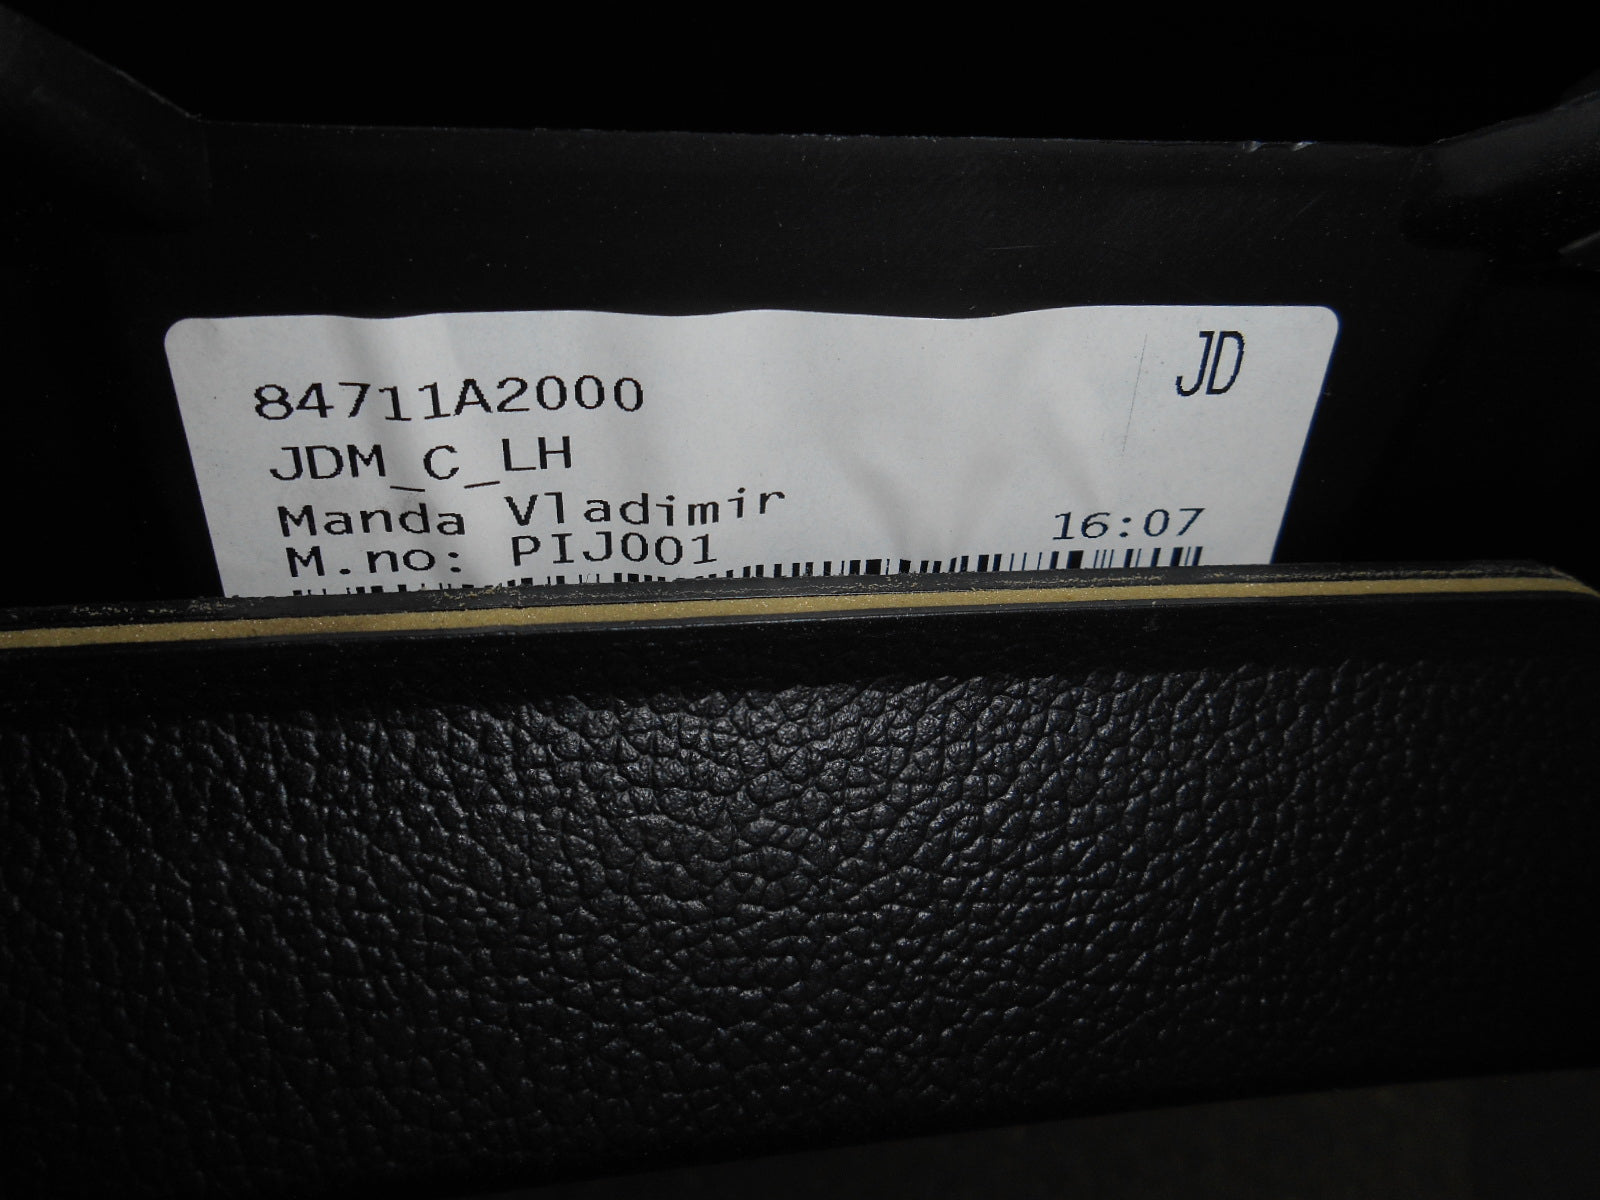 JD
84711A2000
JDM_C_LH
Manda Vladimir
16:07
M.no: PIJ001